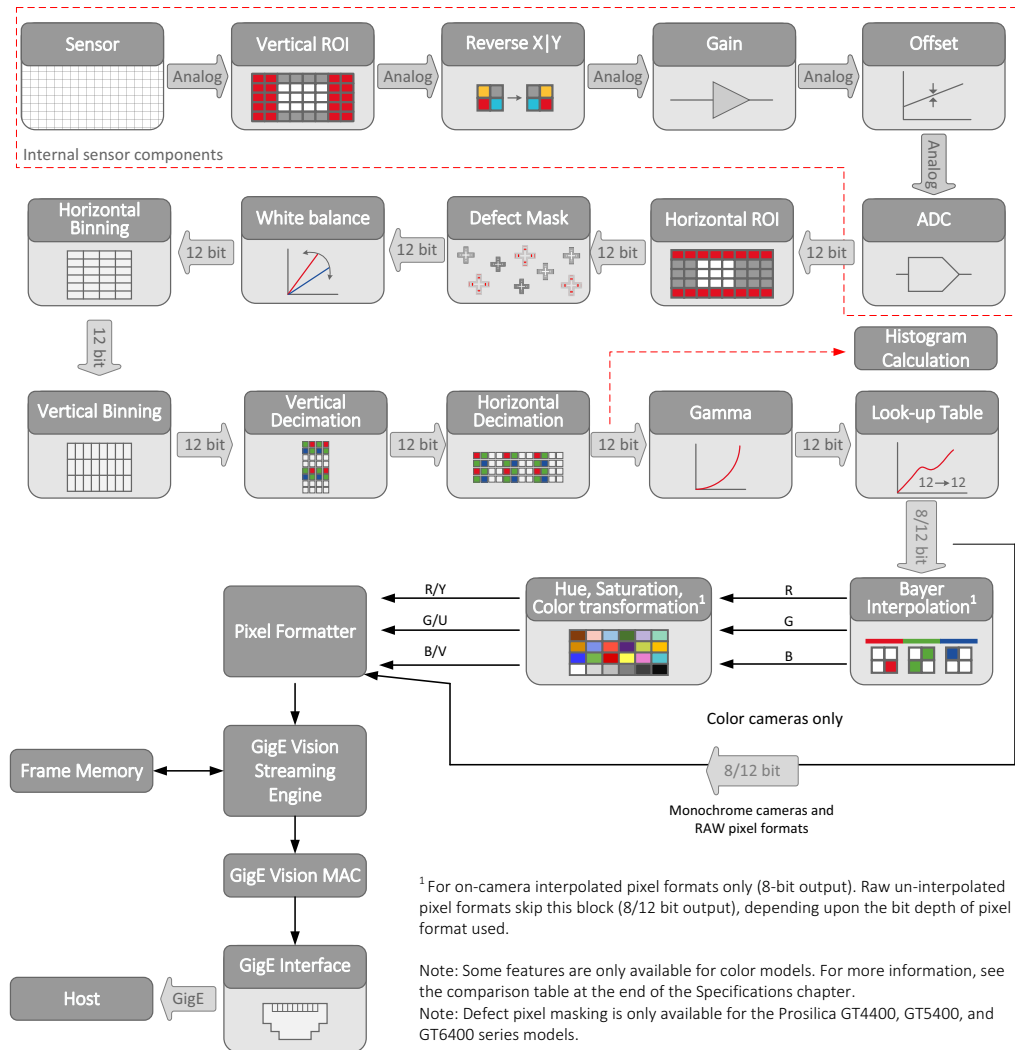 Sensor
Analog
Vertical ROI
Analog
Reverse X|Y
Analog
Gain
Analog
Offset
Internal sensor components
Analog
Horizontal
Binning
12 bit
White balance
12 bit
Defect Mask
12 bit
Horizontal ROI
12 bit
ADC
12 bit
Histogram
Calculation
Vertical Binning
12 bit
Vertical
Decimation
12 bit
Horizontal
Decimation
12 bit
Gamma
12 bit
Look-up Table
12→12
8/12 bit
Pixel Formatter
R/Y
G/U
B/V
Hue, Saturation,
Color transformation¹
R
G
B
Bayer
Interpolation¹
Color cameras only
8/12 bit
Monochrome cameras and
RAW pixel formats
Frame Memory
GigE Vision
Streaming
Engine
GigE Vision MAC
Host
GigE
GigE Interface
¹ For on-camera interpolated pixel formats only (8-bit output). Raw un-interpolated
pixel formats skip this block (8/12 bit output), depending upon the bit depth of pixel
format used.
Note: Some features are only available for color models. For more information, see
the comparison table at the end of the Specifications chapter.
Note: Defect pixel masking is only available for the Prosilica GT4400, GT5400, and
GT6400 series models.